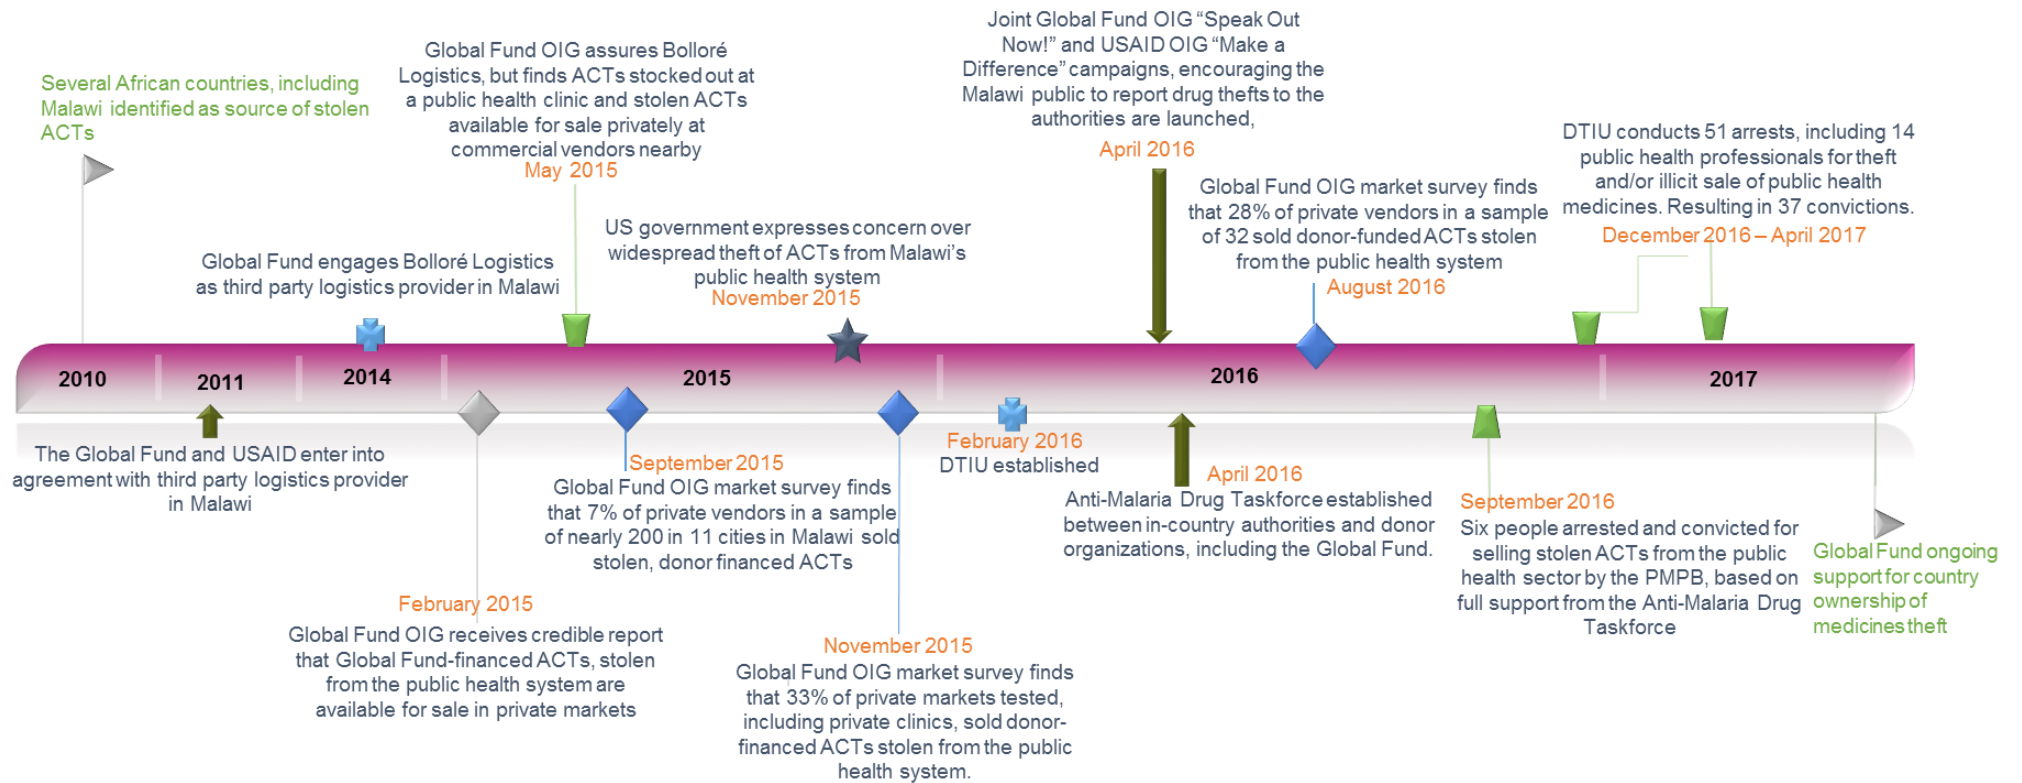 Several African countries, including
Malawi identified as source of stolen
ACTs
Global Fund engages Bolloré Logistics
as third party logistics provider in Malawi
Global Fund OIG assures Bolloré
Logistics, but finds ACTs stocked out at
a public health clinic and stolen ACTs
available for sale privately at
commercial vendors nearby
May 2015
US government expresses concern over
widespread theft of ACTs from Malawi's
public health system
November 2015
Joint Global Fund OIG “Speak Out
Now!” and USAID OIG “Make a
Difference” campaigns, encouraging the
Malawi public to report drug thefts to the
authorities are launched,
April 2016
Global Fund OIG market survey finds
that 28% of private vendors in a sample
of 32 sold donor-funded ACTs stolen
from the public health system
August 2016
DTIU conducts 51 arrests, including 14
public health professionals for theft
and/or illicit sale of public health
medicines. Resulting in 37 convictions.
December 2016 – April 2017
2010
2011
2014
2015
2016
2017
The Global Fund and USAID enter into
agreement with third party logistics provider
in Malawi
February 2015
Global Fund OIG receives credible report
that Global Fund-financed ACTs, stolen
from the public health system are
available for sale in private markets
September 2015
Global Fund OIG market survey finds
that 7% of private vendors in a sample
of nearly 200 in 11 cities in Malawi sold
stolen, donor financed ACTs
November 2015
Global Fund OIG market survey finds
that 33% of private markets tested,
including private clinics, sold donor-
financed ACTs stolen from the public
health system.
February 2016
DTIU established
April 2016
Anti-Malaria Drug Taskforce established
between in-country authorities and donor
organizations, including the Global Fund.
September 2016
Six people arrested and convicted for
selling stolen ACTs from the public
health sector by the PMPB, based on
full support from the Anti-Malaria Drug
Taskforce
Global Fund ongoing
support for country
ownership of
medicines theft